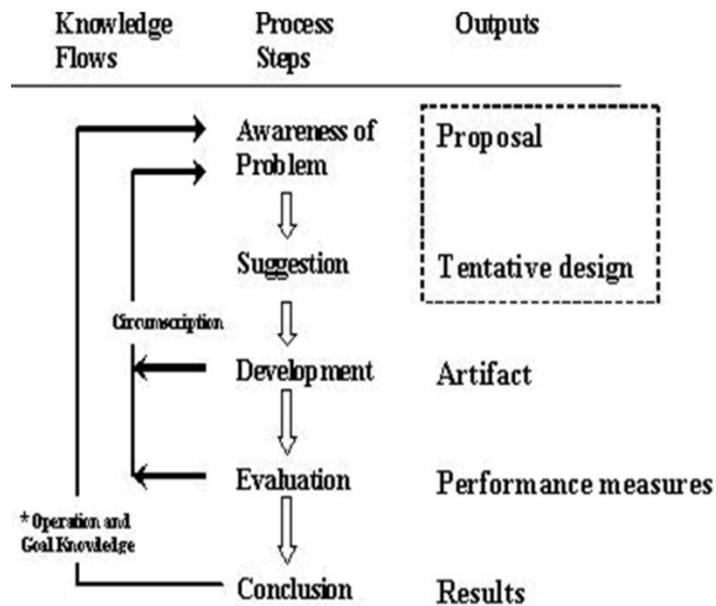 Knowledge Flows
Process Steps
Outputs
Awareness of Problem
Proposal
Suggestion
Tentative design
Circumscription
Development
Artifact
Evaluation
Performance measures
* Operation and
Goal Knowledge
Conclusion
Results